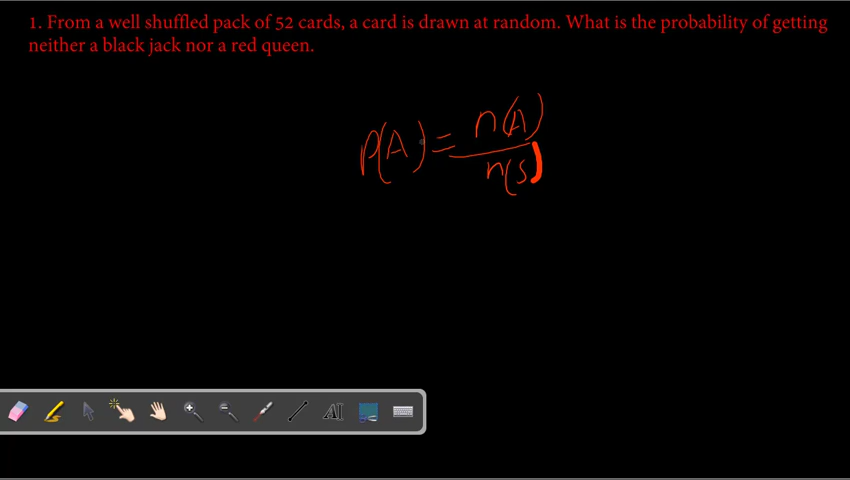 1. From a well shuffled pack of 52 cards, a card is drawn at random. What is the probability of getting
neither a black jack nor a red queen.
P(A) = n(A)
n(S)
AI